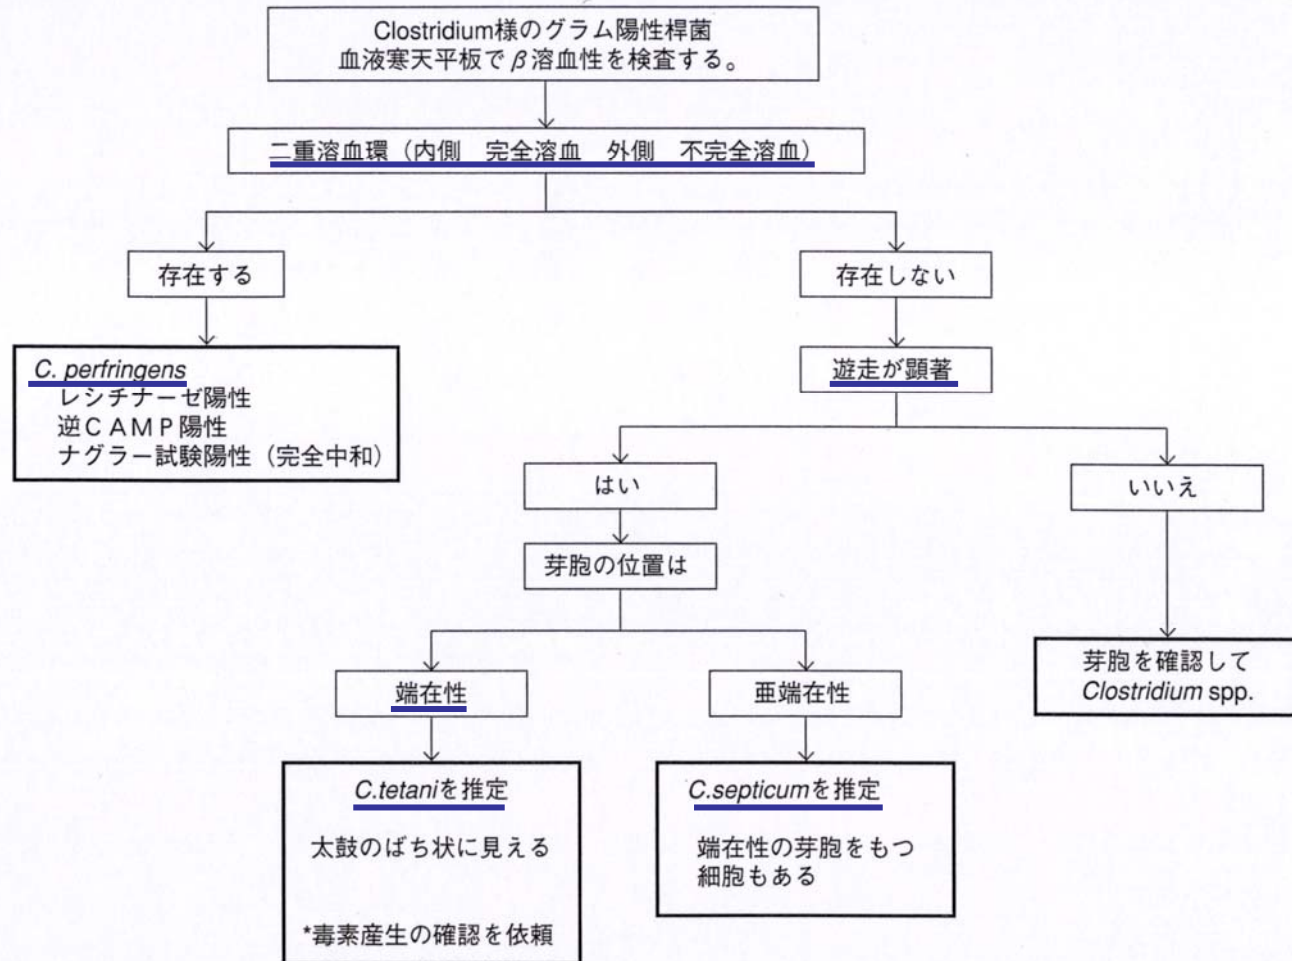 Clostridium様のグラム陽性桿菌
血液寒天平板でβ溶血性を検査する。
二重溶血環（内側　完全溶血　外側　不完全溶血）
存在する
存在しない
C. perfringens
レシチナーゼ陽性
逆ＣＡＭＰ陽性
ナグラー試験陽性（完全中和）
遊走が顕著
はい
いいえ
芽胞の位置は
端在性
亜端在性
芽胞を確認して
Clostridium spp.
C.tetaniを推定
太鼓のばち状に見える
*毒素産生の確認を依頼
C.septicumを推定
端在性の芽胞をもつ
細胞もある